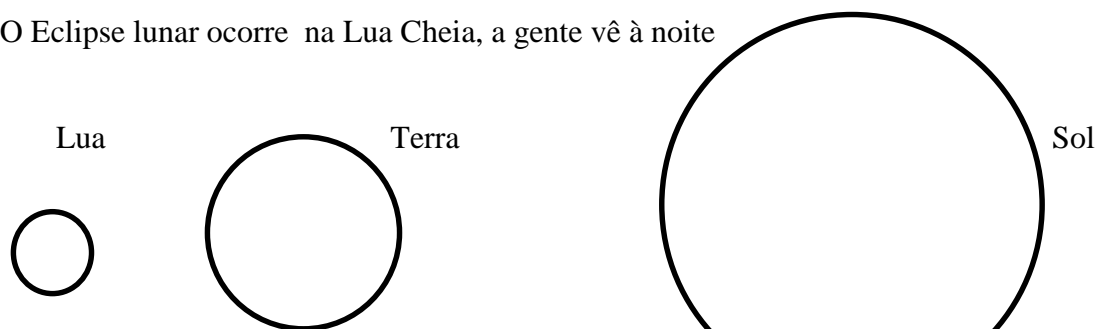 O Eclipse lunar ocorre na Lua Cheia, a gente vê à noite
Lua Terra Sol